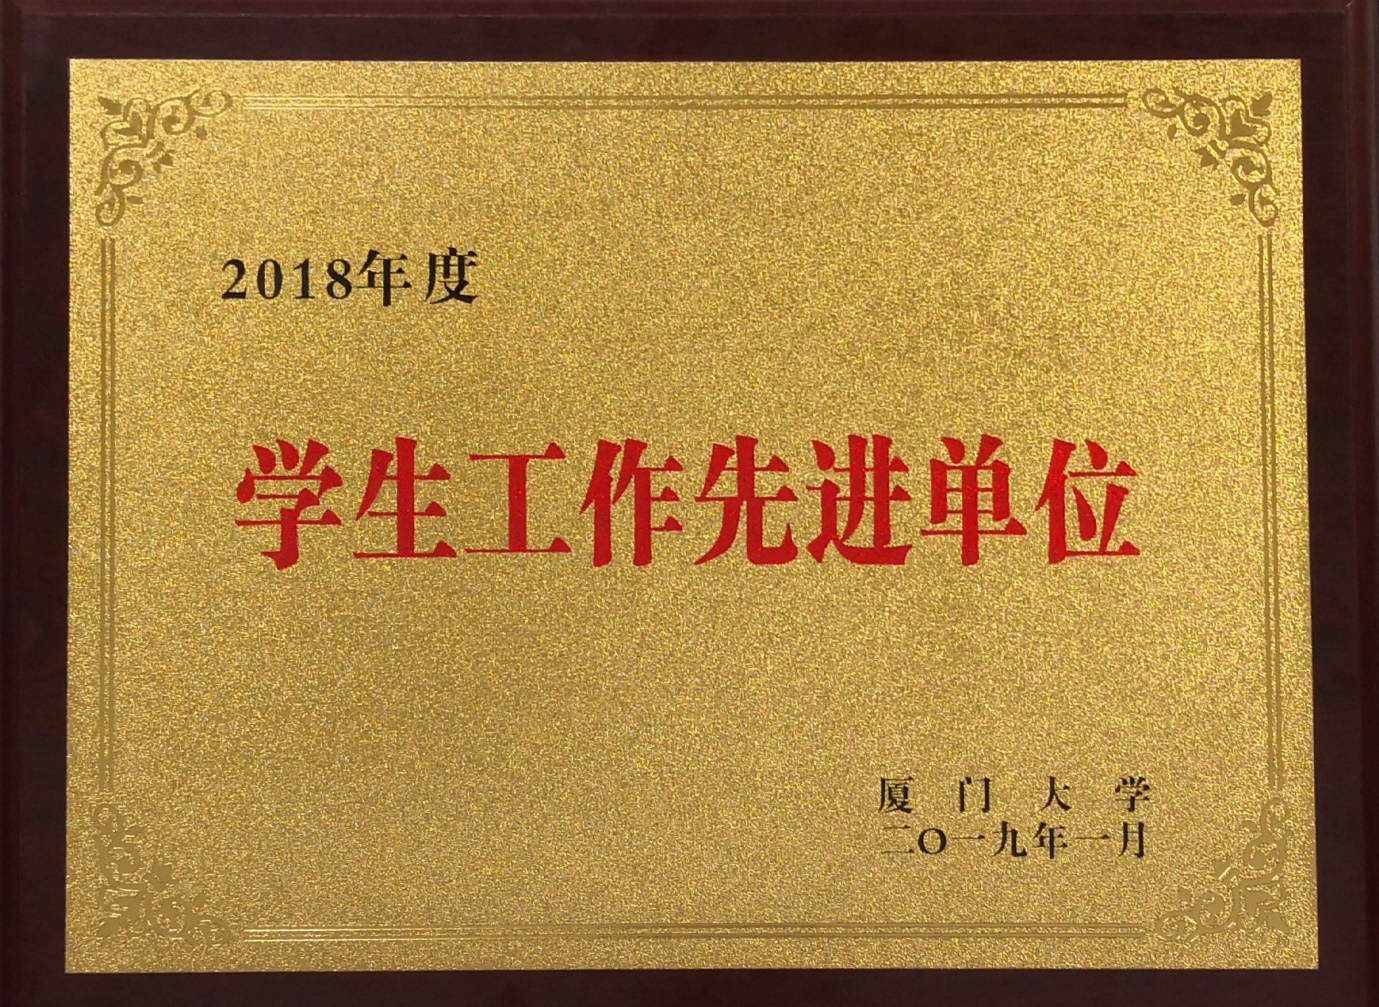 2018年度
学生工作先进单位
厦门大学
二〇一九年一月